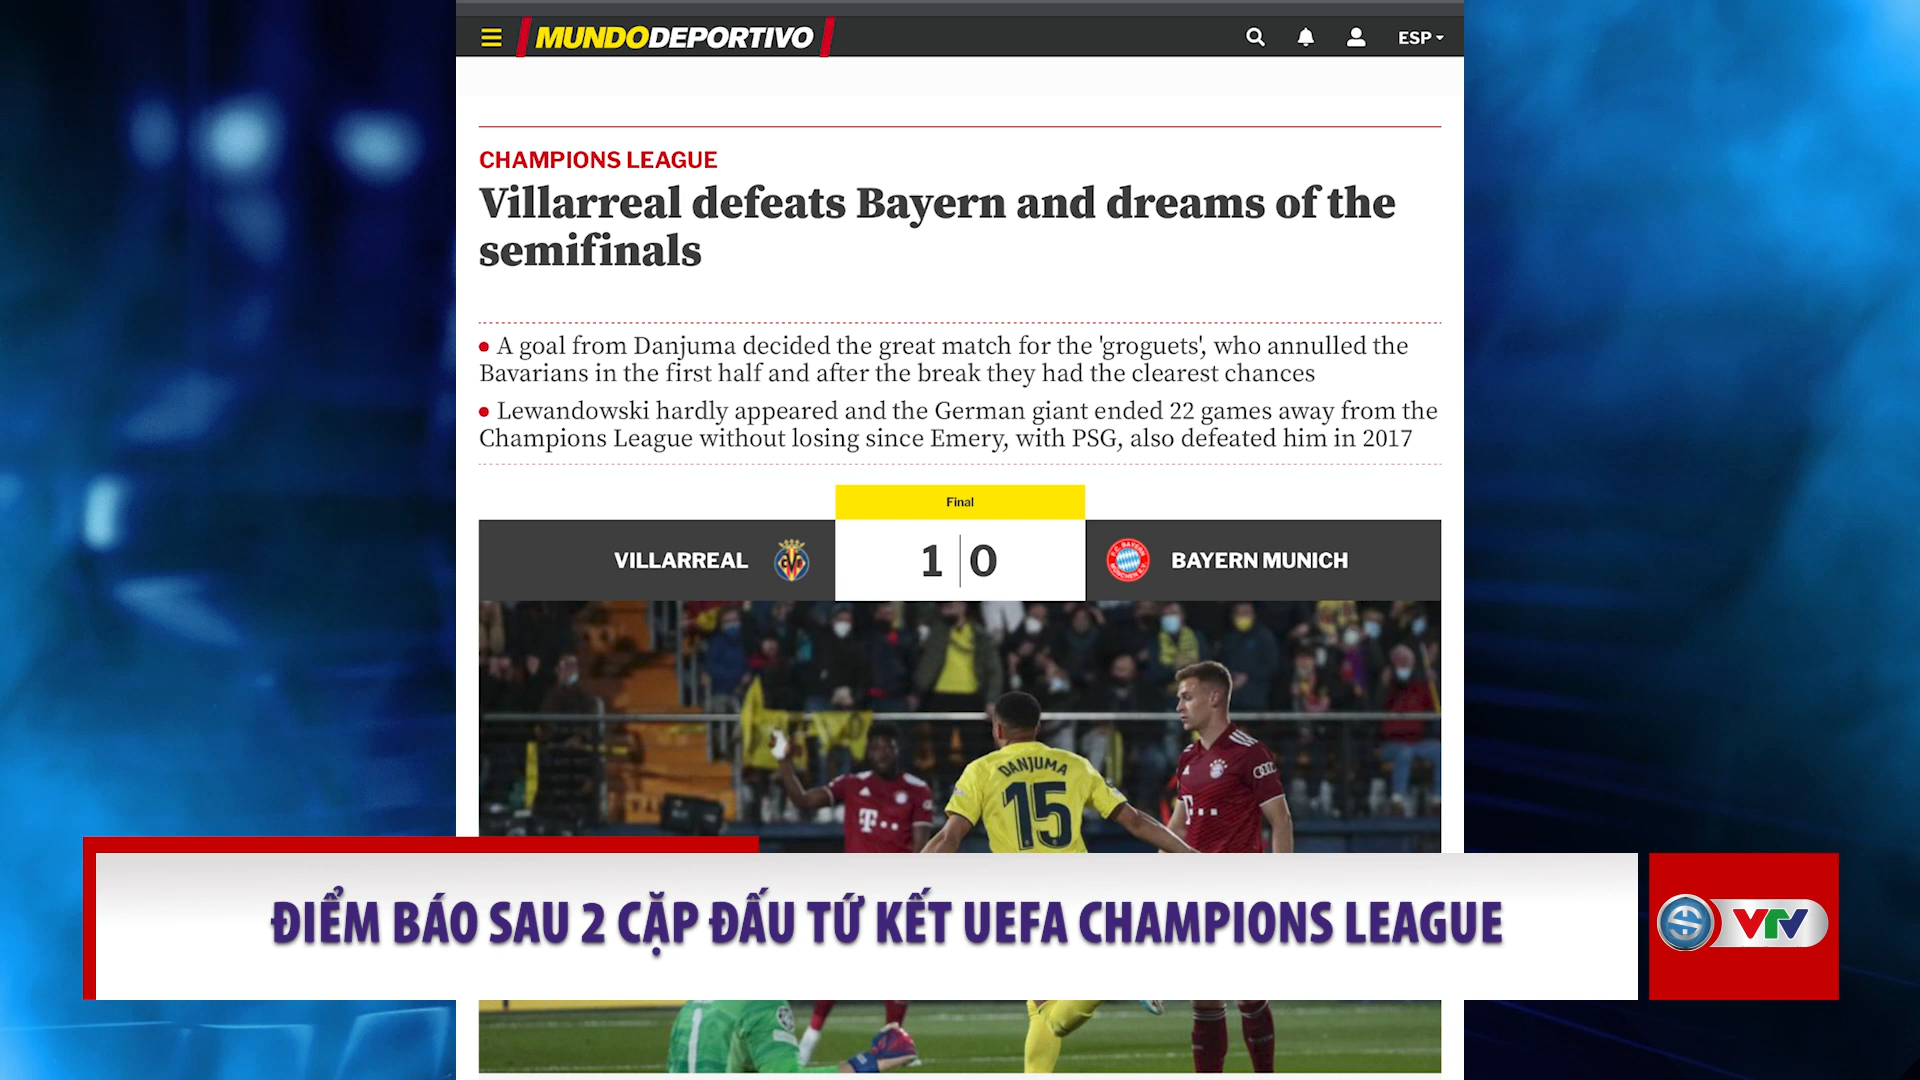 MUNDODEPORTIVO
ESP
CHAMPIONS LEAGUE
Villarreal defeats Bayern and dreams of the
semifinals
A goal from Danjuma decided the great match for the 'groguets', who annulled the
Bavarians in the first half and after the break they had the clearest chances
Lewandowski hardly appeared and the German giant ended 22 games away from the
Champions League without losing since Emery, with PSG, also defeated him in 2017
Final
VILLARREAL
1 0
BAYERN MUNICH
DANJUMA
15
ĐIỂM BÁO SAU 2 CẶP ĐẤU TỨ KẾT UEFA CHAMPIONS LEAGUE
VTV